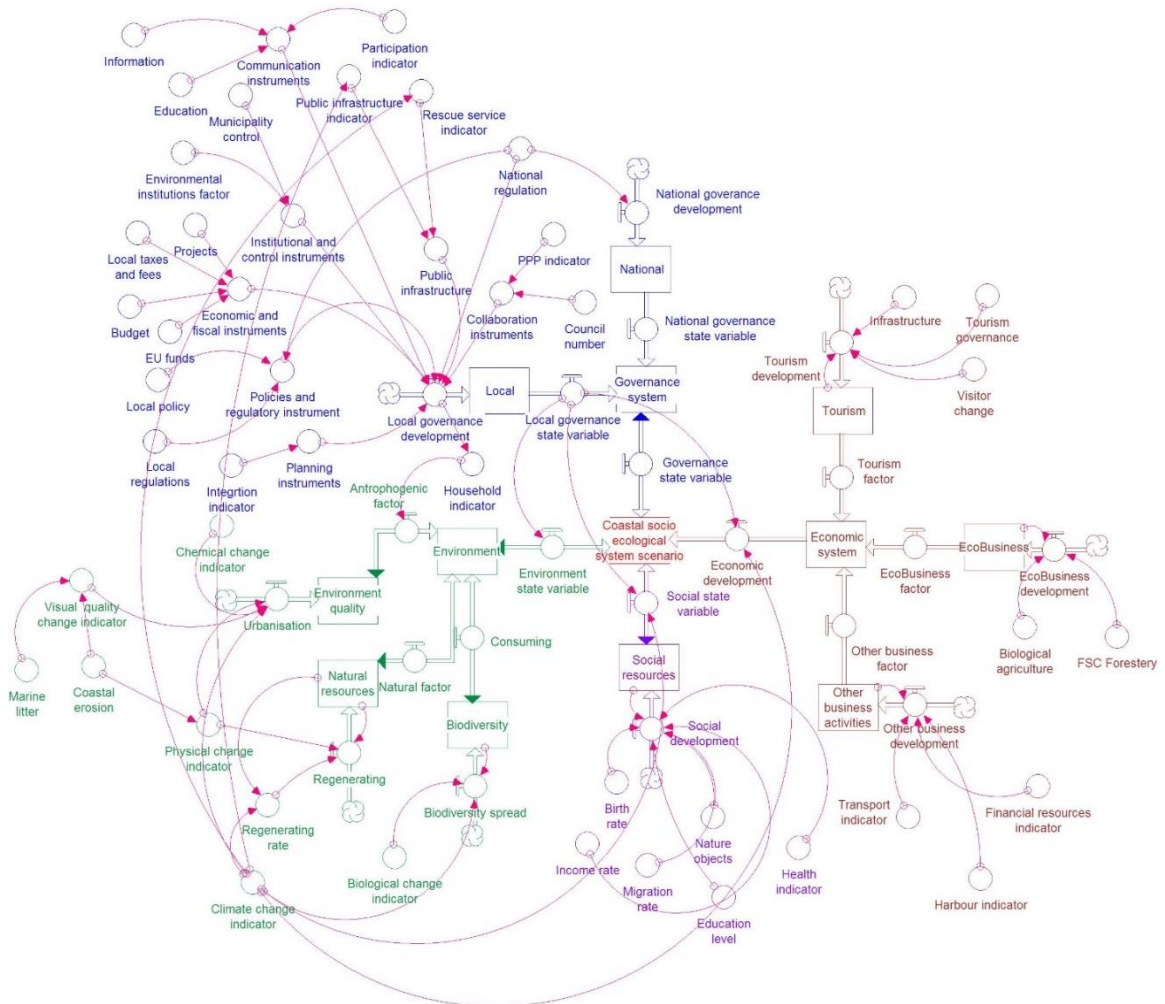 Information
Communication
instruments
Participation
indicator
Education
Municipality
control
Public infrastructure
indicator
Rescue service
indicator
Environmental
institutions factor
National
regulation
National goverance
development
Local taxes
and fees
Projects
Institutional and
control instruments
Public
infrastructure
PPP indicator
National
Budget
Economic and
fiscal instruments
Collaboration
instruments
Council
number
National governance
state variable
Infrastructure
Tourism
governance
EU funds
Tourism
development
Visitor
change
Local policy
Policies and
regulatory instrument
Local
Governance
system
Tourism
Local governance
development
Local governance
state variable
Local
regulations
Integrtion
indicator
Planning
instruments
Household
indicator
Governance
state variable
Tourism
factor
Antrophogenic
factor
Chemical change
indicator
Environment
Coastal socio
ecological
system scenario
Economic
system
EcoBusiness
Environment state
variable
Economic
development
EcoBusiness
factor
EcoBusiness
development
Visual quality
change indicator
Environment
quality
Urbanisation
Social state
variable
Consuming
Other business
factor
Biological
agriculture
FSC Forestery
Marine
litter
Coastal
erosion
Natural
resources
Natural factor
Social
resources
Other
business
activities
Biodiversity
Physical change
indicator
Regenerating
Social
development
Other business
development
Regenerating
rate
Biodiversity spread
Birth
rate
Nature
objects
Transport
indicator
Financial resources
indicator
Climate change
indicator
Biological change
indicator
Income rate
Migration
rate
Education
level
Health
indicator
Harbour indicator